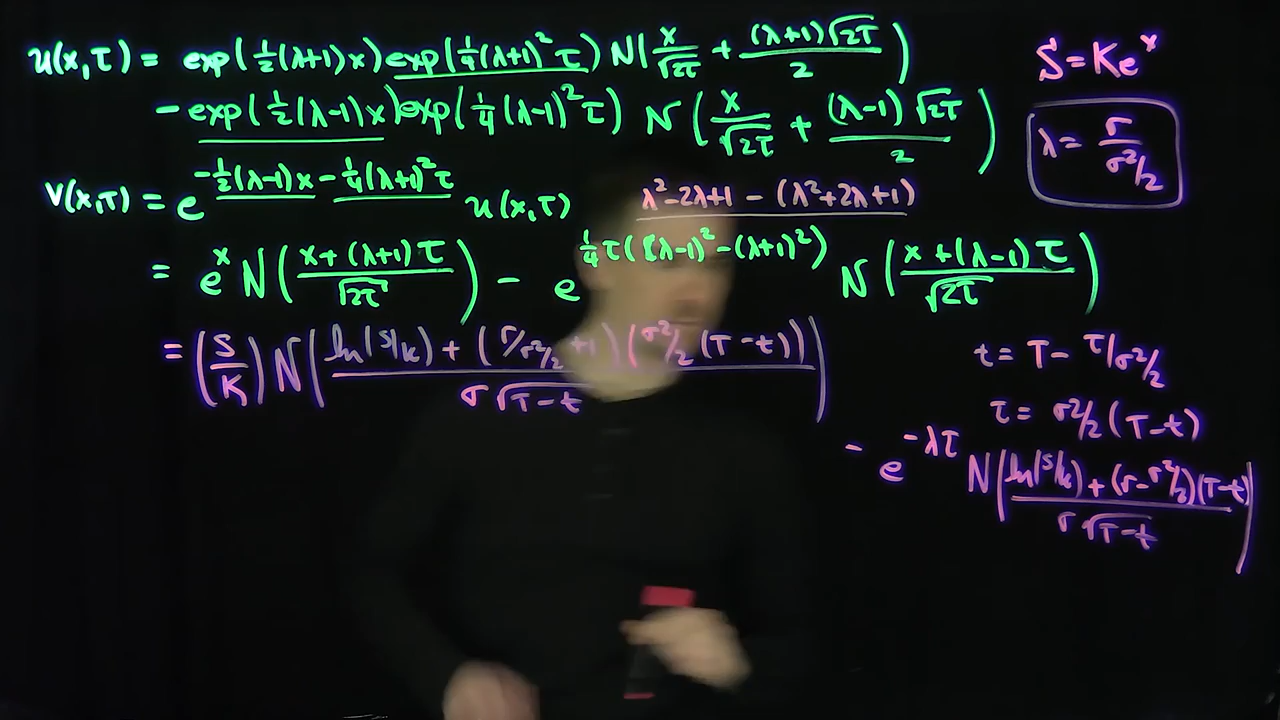 u(x,τ) = exp(½(λ+1)x) exp(¼(λ+1)²τ) N(x/√2τ + (λ+1)√2τ/2)
- exp(½(λ-1)x) exp(¼(λ-1)²τ) N(x/√2τ + (λ-1)√2τ/2)
S = Ke^x
λ = r/σ²/2
V(x,τ) = e^(-½(λ-1)x - ¼(λ+1)²τ) u(x,τ)
λ²-2λ+1 - (λ²+2λ+1)
= e^x N(x+(λ+1)τ/√2τ) - e^(¼τ((λ-1)²-(λ+1)²)) N(x+(λ-1)τ/√2τ)
= (S/K) N(ln(S/K) + (r/σ²/2 +1)(σ²/2 (T-t))/σ√T-t)
t = T - τ/σ²/2
τ = σ²/2 (T-t)
- e^(-λτ) N(ln(S/K) + (r-σ²/2)(T-t)/σ√T-t)